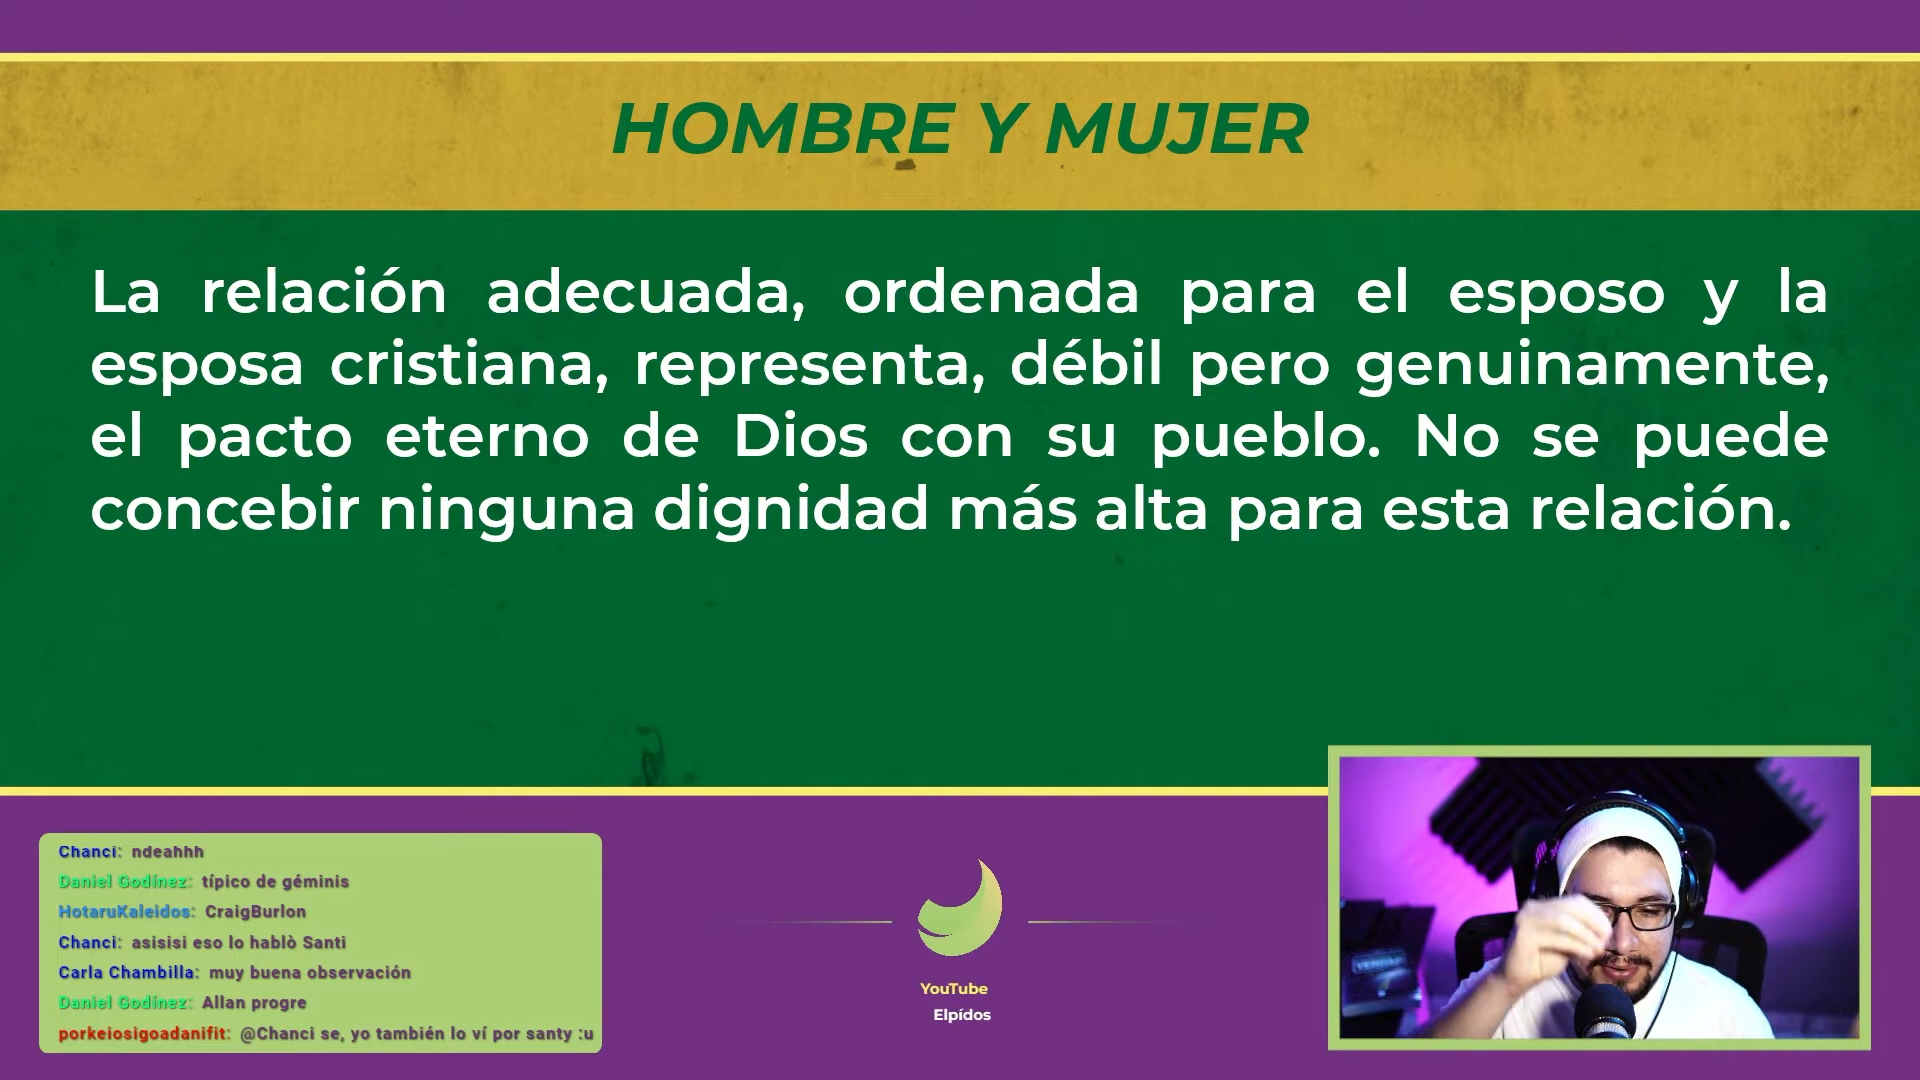 HOMBRE Y MUJER
La relación adecuada, ordenada para el esposo y la
esposa cristiana, representa, débil pero genuinamente,
el pacto eterno de Dios con su pueblo. No se puede
concebir ninguna dignidad más alta para esta relación.
Chanci: ndeahhh
Daniel Godínez: típico de géminis
HotaruKaleidos: CraigBurlon
Chanci: asisisi eso lo hablò Santi
Carla Chambilla: muy buena observación
Daniel Godínez: Allan progre
porkeiosigoadanifit: @Chanci se, yo también lo ví por santy :u
YouTube
Elpídos